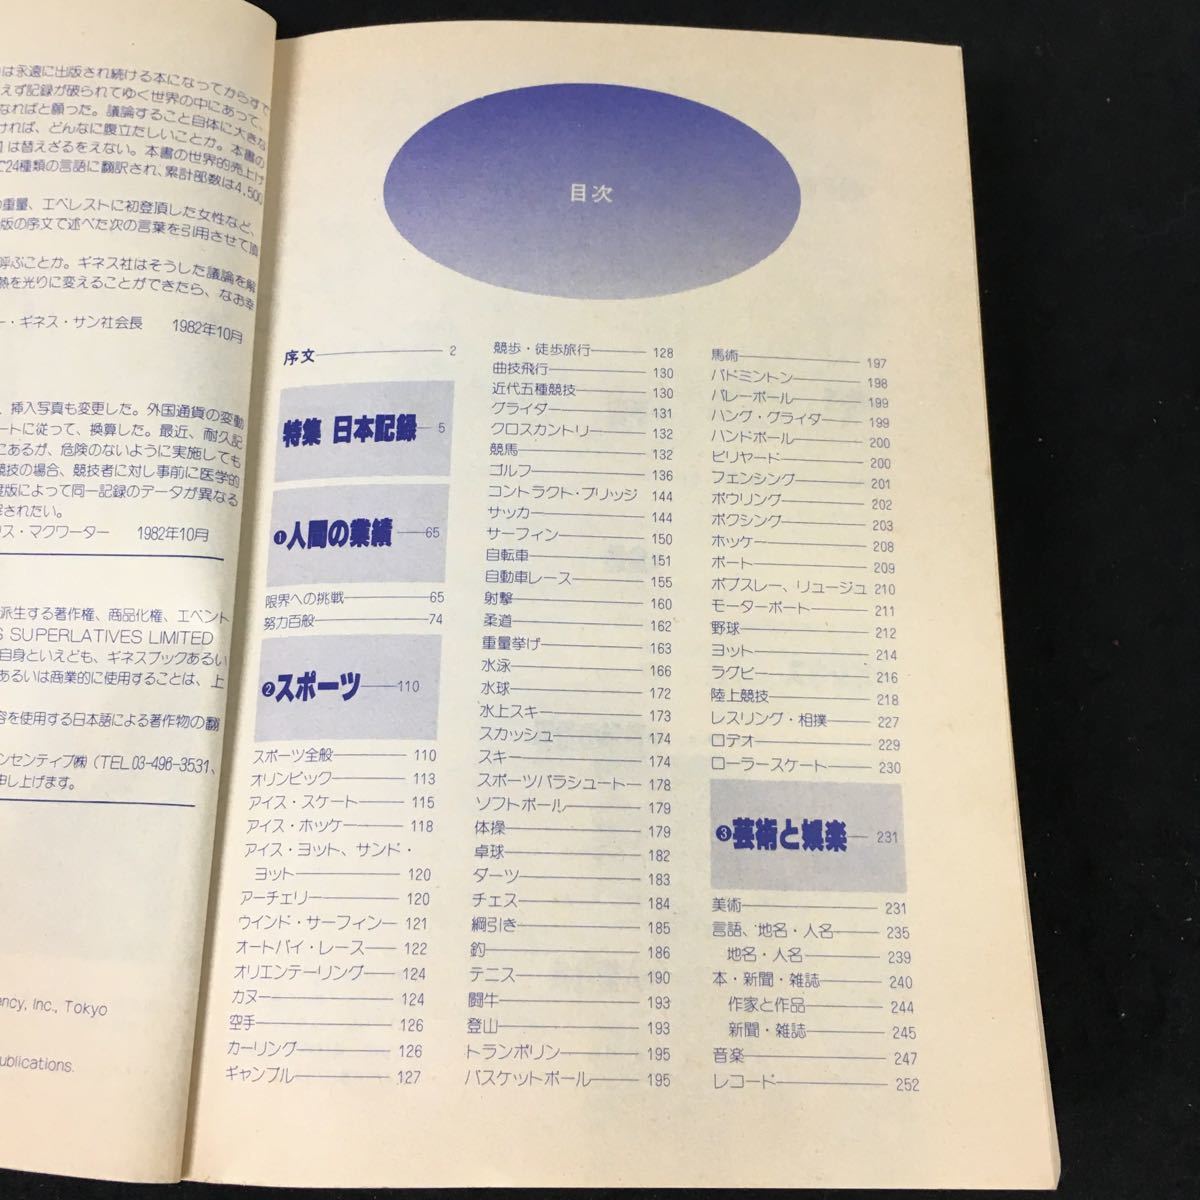 は永遠に出版され続ける本になってからすで
えず記録が破られてゆく世界の中にあって、
なればと願った。議論すること自体に大きな
ければ、どんなに腹立たしいことか。本書の
は替えざるをえない。本書の世界的売上げ
で24種類の言語に翻訳され、累計部数は4,500
の重量、エベレストに初登頂した女性など、
版の序文で述べた次の言葉を引用させて頂
呼ぶことか。ギネス社はそうした議論を解
熱を光りに変えることができたら、なお幸
ー・ギネス・サン社会長 1982年10月
、挿入写真も変更した。外国通貨の変動
ートに従って、換算した。最近、耐久記
にあるが、危険のないように実施しても
競技の場合、競技者に対し事前に医学的
度版によって同一記録のデータが異なる
されたい。
リス・マクワーター 1982年10月
派生する著作権、商品化権、エベント
S SUPERLATIVES LIMITED
自身といえども、ギネスブックあるい
あるいは商業的に使用することは、上
容を使用する日本語による著作物の翻
ンセンティブ㈱(TEL 03-496-3531、
申し上げます。
ency, Inc., Tokyo
ublications.
目次
序文 2
特集 日本記録 5
❶人間の業績 65
限界への挑戦 65
努力百般 74
❷スポーツ 110
スポーツ全般 110
オリンピック 113
アイス・スケート 115
アイス・ホッケー 118
アイス・ヨット、サンド・
ヨット 120
アーチェリー 120
ウインド・サーフィン 121
オートバイ・レース 122
オリエンテーリング 124
カヌー 124
空手 126
カーリング 126
ギャンブル 127
競歩・徒歩旅行 128
曲技飛行 130
近代五種競技 130
グライダ 131
クロスカントリ 132
競馬 132
ゴルフ 136
コントラクト・ブリッジ 144
サッカ 144
サーフィン 150
自転車 151
自動車レース 155
射撃 160
柔道 162
重量挙げ 163
水泳 166
水球 172
水上スキ 173
スカッシュ 174
スキー 174
スポーツパラシュート 178
ソフトボール 179
体操 179
卓球 182
ダーツ 183
チェス 184
綱引き 185
釣 186
テニス 190
闘牛 193
登山 193
トランポリン 195
バスケットボール 195
馬術 197
バドミントン 198
バレーボール 199
ハング・グライダー 199
ハンドボール 200
ビリヤード 200
フェンシング 201
ボウリング 202
ボクシング 203
ホッケー 208
ボート 209
ボブスレー、リュージュ 210
モーターボート 211
野球 212
ヨット 214
ラグビ 216
陸上競技 218
レスリング・相撲 227
ロデオ 229
ローラースケート 230
❸芸術と娯楽 231
美術 231
言語、地名・人名 235
地名・人名 239
本・新聞・雑誌 240
作家と作品 244
新聞・雑誌 245
音楽 247
レコード 252